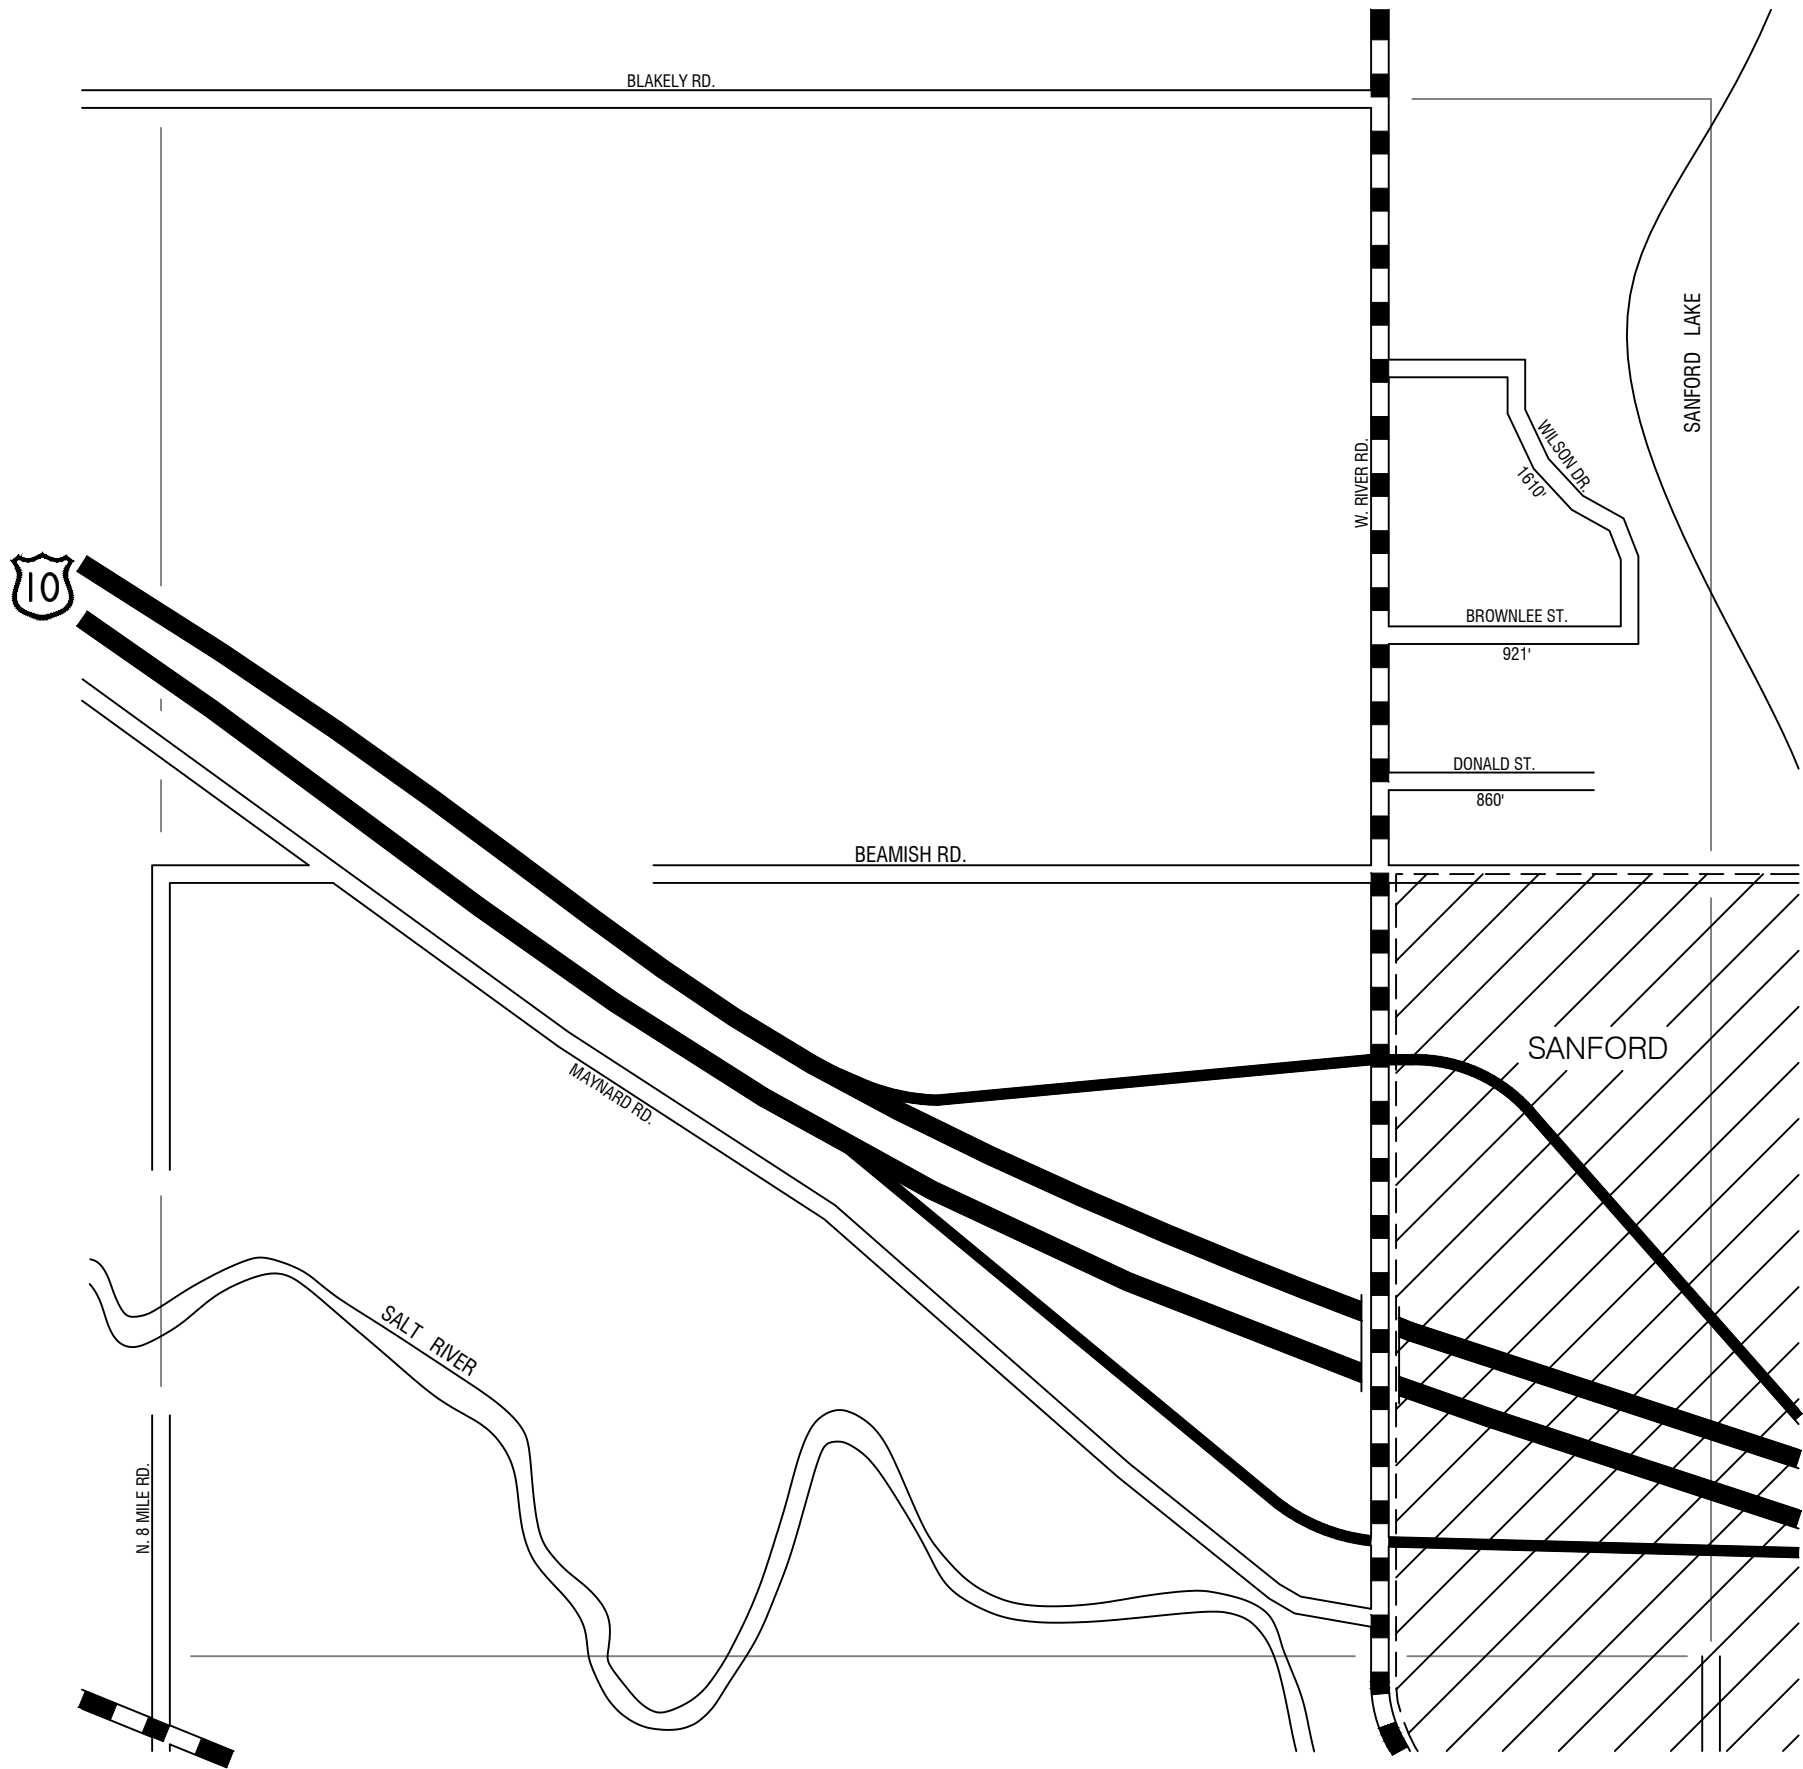 BLAKELY RD.
SANFORD LAKE
W. RIVER RD.
WILSON DR.
1610'
10
BROWNLEE ST.
921'
DONALD ST.
860'
BEAMISH RD.
SANFORD
MAYNARD RD.
SALT RIVER
N. 8 MILE RD.